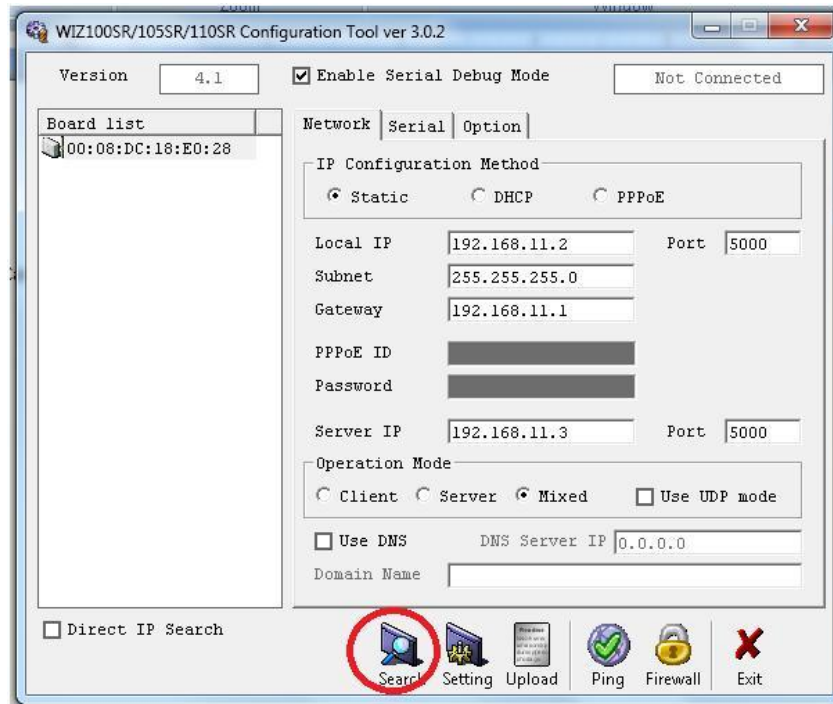 Zoom Window
WIZ100SR/105SR/110SR Configuration Tool ver 3.0.2
Version 4.1 Enable Serial Debug Mode Not Connected
Board list
00:08:DC:18:E0:28
Network Serial Option
IP Configuration Method
Static DHCP PPPoE
Local IP 192.168.11.2 Port 5000
Subnet 255.255.255.0
Gateway 192.168.11.1
PPPoE ID
Password
Server IP 192.168.11.3 Port 5000
Operation Mode
Client Server Mixed Use UDP mode
Use DNS DNS Server IP 0.0.0.0
Domain Name
Direct IP Search
Search Setting Upload Ping Firewall Exit